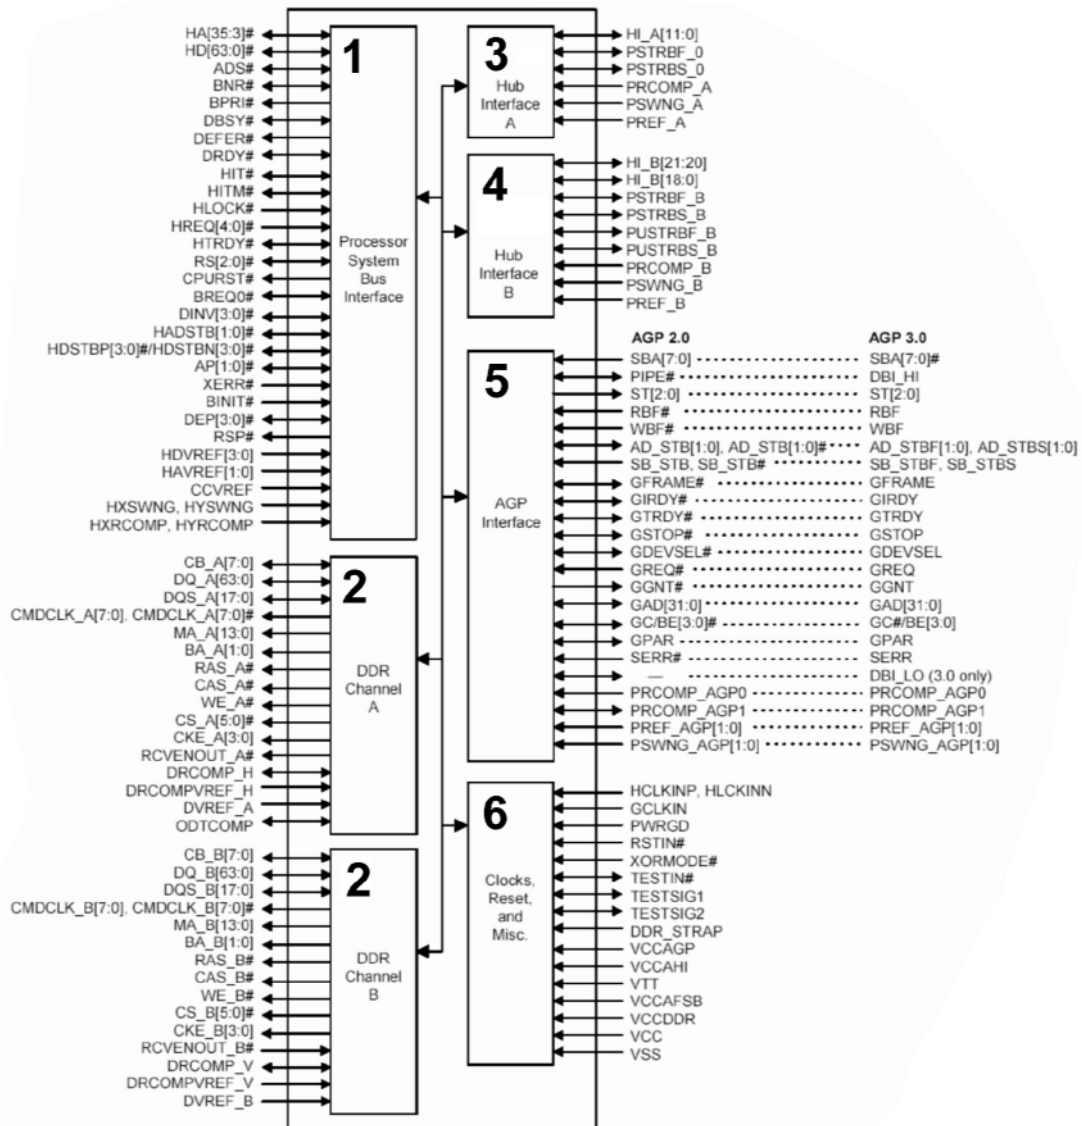 1
HA[35:3]#
HD[63:0]#
ADS#
BNR#
BPRI#
DBSY#
DEFER#
DRDY#
HIT#
HITM#
HLOCK#
HREQ[4:0]#
HTRDY#
RS[2:0]#
CPURST#
BREQ0#
DINV[3:0]#
HADSTB[1:0]#
HDSTBP[3:0]#/HDSTBN[3:0]#
AP[1:0]#
XERR#
BINIT#
DEP[3:0]#
RSP#
HDVREF[3:0]
HAVREF[1:0]
CCVREF
HXSWNG, HYSWNG
HXRCOMP, HYRCOMP
Processor
System
Bus
Interface
2
CB_A[7:0]
DQ_A[63:0]
DQS_A[17:0]
CMDCLK_A[7:0], CMDCLK_A[7:0]#
MA_A[13:0]
BA_A[1:0]
RAS_A#
CAS_A#
WE_A#
CS_A[5:0]#
CKE_A[3:0]
RCVENOUT_A#
DRCOMP_H
DRCOMPVREF_H
DVREF_A
ODTCOMP
DDR
Channel
A
2
CB_B[7:0]
DQ_B[63:0]
DQS_B[17:0]
CMDCLK_B[7:0], CMDCLK_B[7:0]#
MA_B[13:0]
BA_B[1:0]
RAS_B#
CAS_B#
WE_B#
CS_B[5:0]#
CKE_B[3:0]
RCVENOUT_B#
DRCOMP_V
DRCOMPVREF_V
DVREF_B
DDR
Channel
B
3
Hub
Interface
A
HI_A[11:0]
PSTRBF_0
PSTRBS_0
PRCOMP_A
PSWNG_A
PREF_A
4
Hub
Interface
B
HI_B[21:20]
HI_B[18:0]
PSTRBF_B
PSTRBS_B
PUSTRBF_B
PUSTRBS_B
PRCOMP_B
PSWNG_B
PREF_B
5
AGP
Interface
AGP 2.0 AGP 3.0
SBA[7:0] SBA[7:0]#
PIPE# DBI_HI
ST[2:0] ST[2:0]
RBF# RBF
WBF# WBF
AD_STB[1:0], AD_STB[1:0]# AD_STBF[1:0], AD_STBS[1:0]
SB_STB, SB_STB# SB_STBF, SB_STBS
GFRAME# GFRAME
GIRDY# GIRDY
GTRDY# GTRDY
GSTOP# GSTOP
GDEVSEL# GDEVSEL
GREQ# GREQ
GGNT# GGNT
GAD[31:0] GAD[31:0]
GC/BE[3:0]# GC#/BE[3:0]
GPAR GPAR
SERR# SERR
— DBI_LO (3.0 only)
PRCOMP_AGP0 PRCOMP_AGP0
PRCOMP_AGP1 PRCOMP_AGP1
PREF_AGP[1:0] PREF_AGP[1:0]
PSWNG_AGP[1:0] PSWNG_AGP[1:0]
6
Clocks,
Reset,
and
Misc.
HCLKINP, HLCKINN
GCLKIN
PWRGD
RSTIN#
XORMODE#
TESTIN#
TESTSIG1
TESTSIG2
DDR_STRAP
VCCAGP
VCCAHI
VTT
VCCAFSB
VCCDDR
VCC
VSS